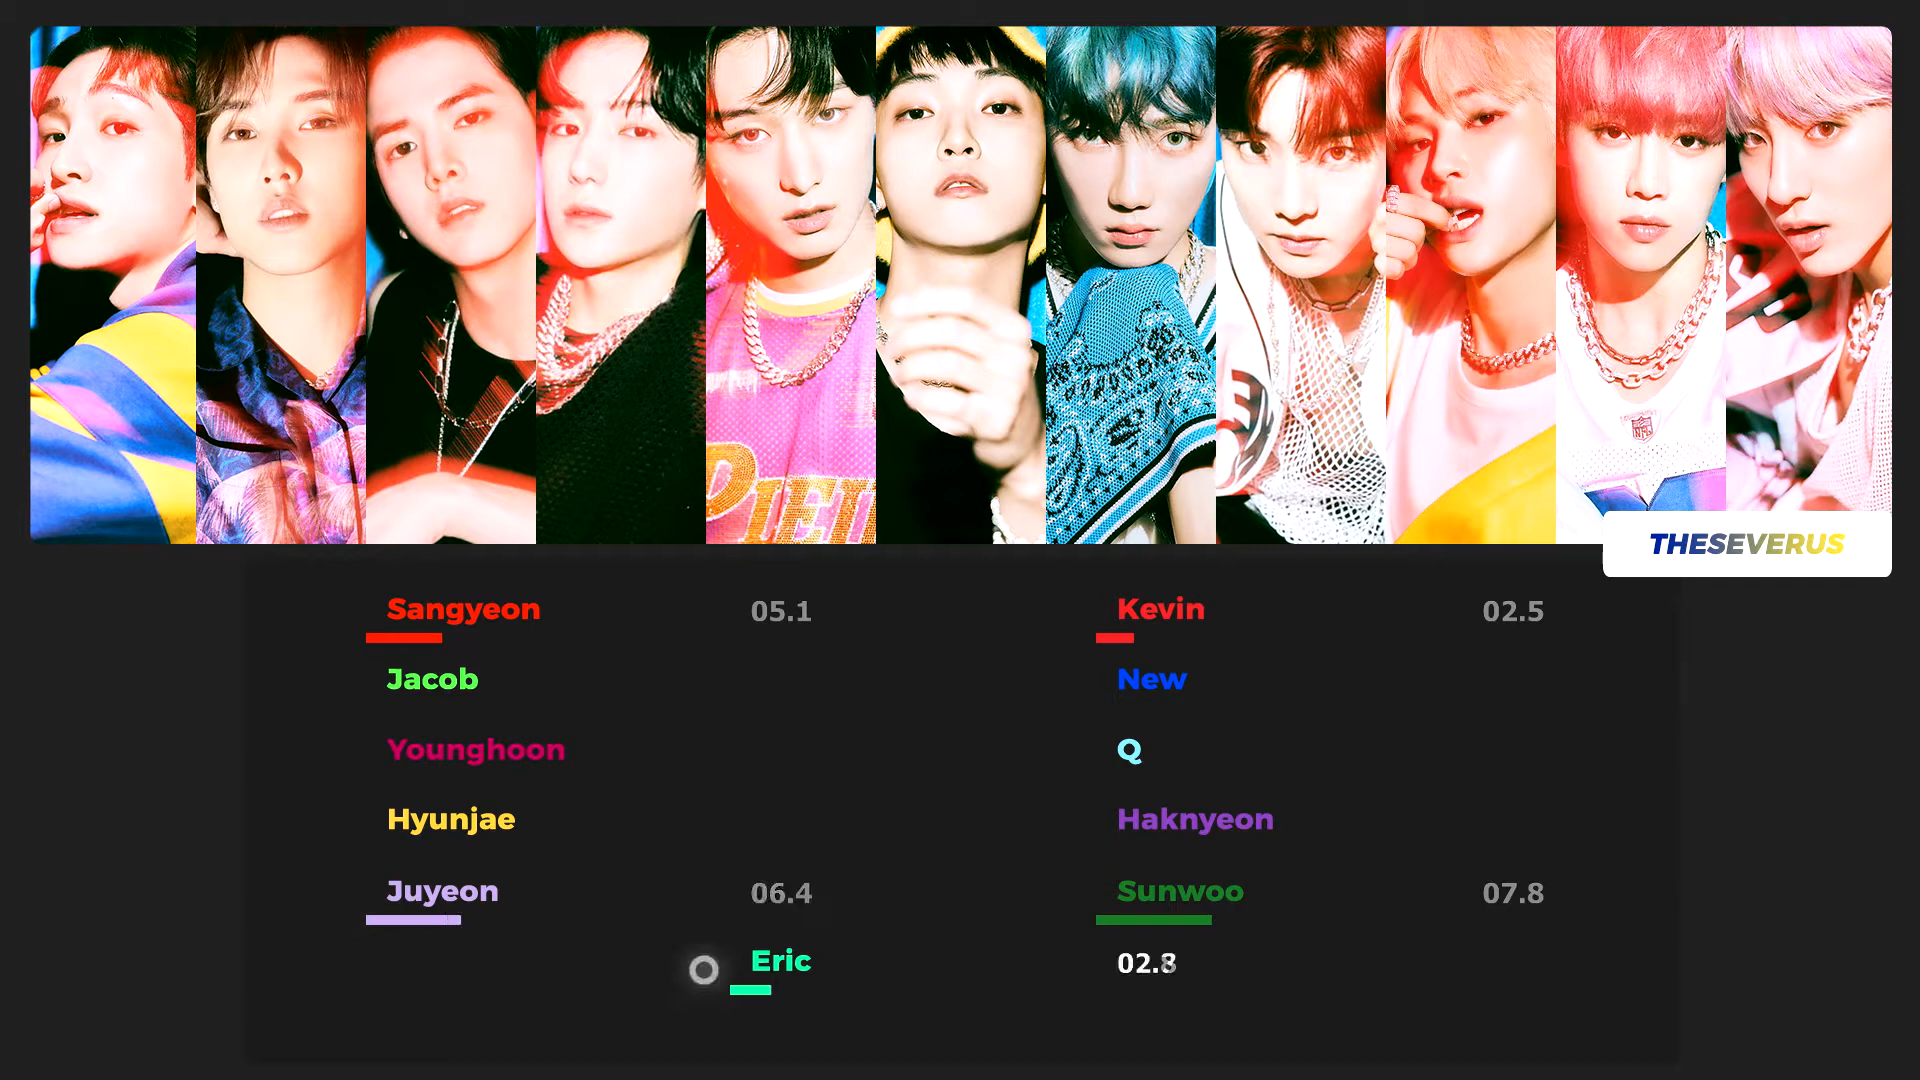 THESEVERUS
Sangyeon 05.1
Jacob
Younghoon
Hyunjae
Juyeon 06.4
Kevin 02.5
New
Q
Haknyeon
Sunwoo 07.8
Eric 02.8